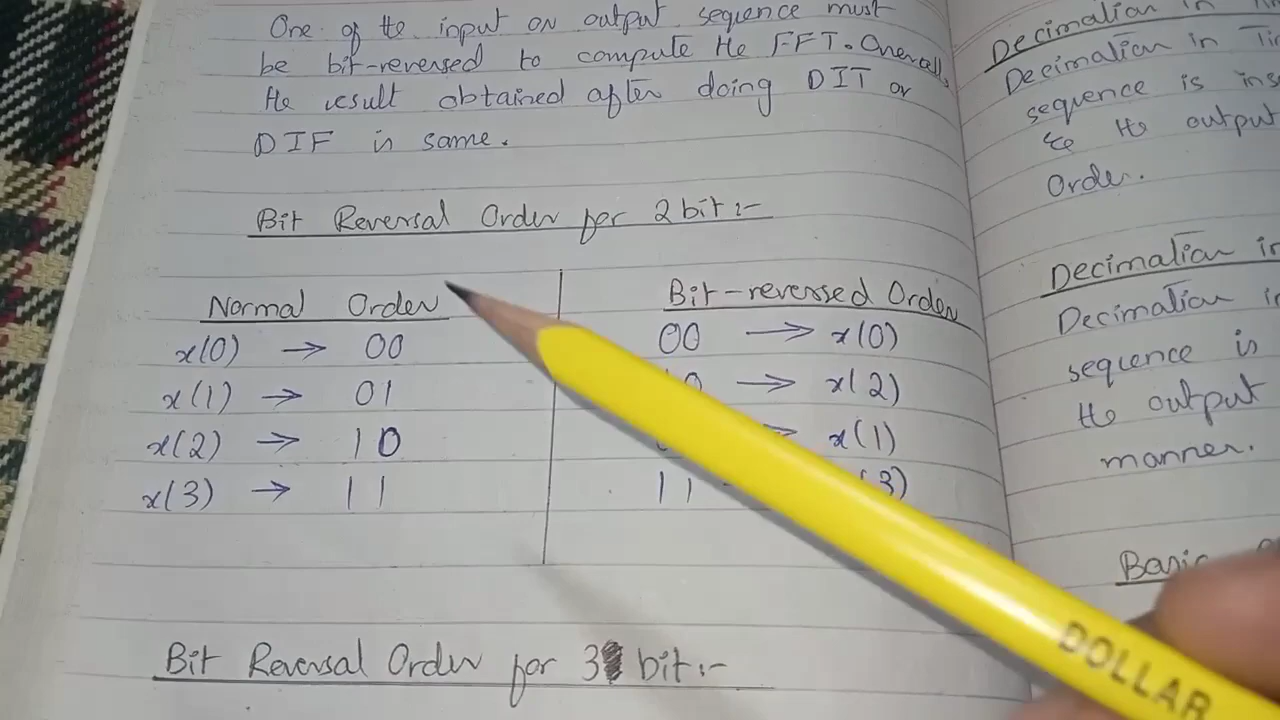 One of the input or output sequence must
be bit-reversed to compute the FFT. Overall,
the result obtained after doing DIT or
DIF is same.
Bit Reversal Order for 2 bit :-
Normal Order
x(0) → 00
x(1) → 01
x(2) → 10
x(3) → 11
Bit-reversed Order
00 → x(0)
→ x(2)
→ x(1)
11
Bit Reversal Order for 3 bit :-
Decimation in
Decimation in
sequence is
the output
Order.
Decimation in
Decimation
sequence is
the output
manner.
Basic
DOLLAR